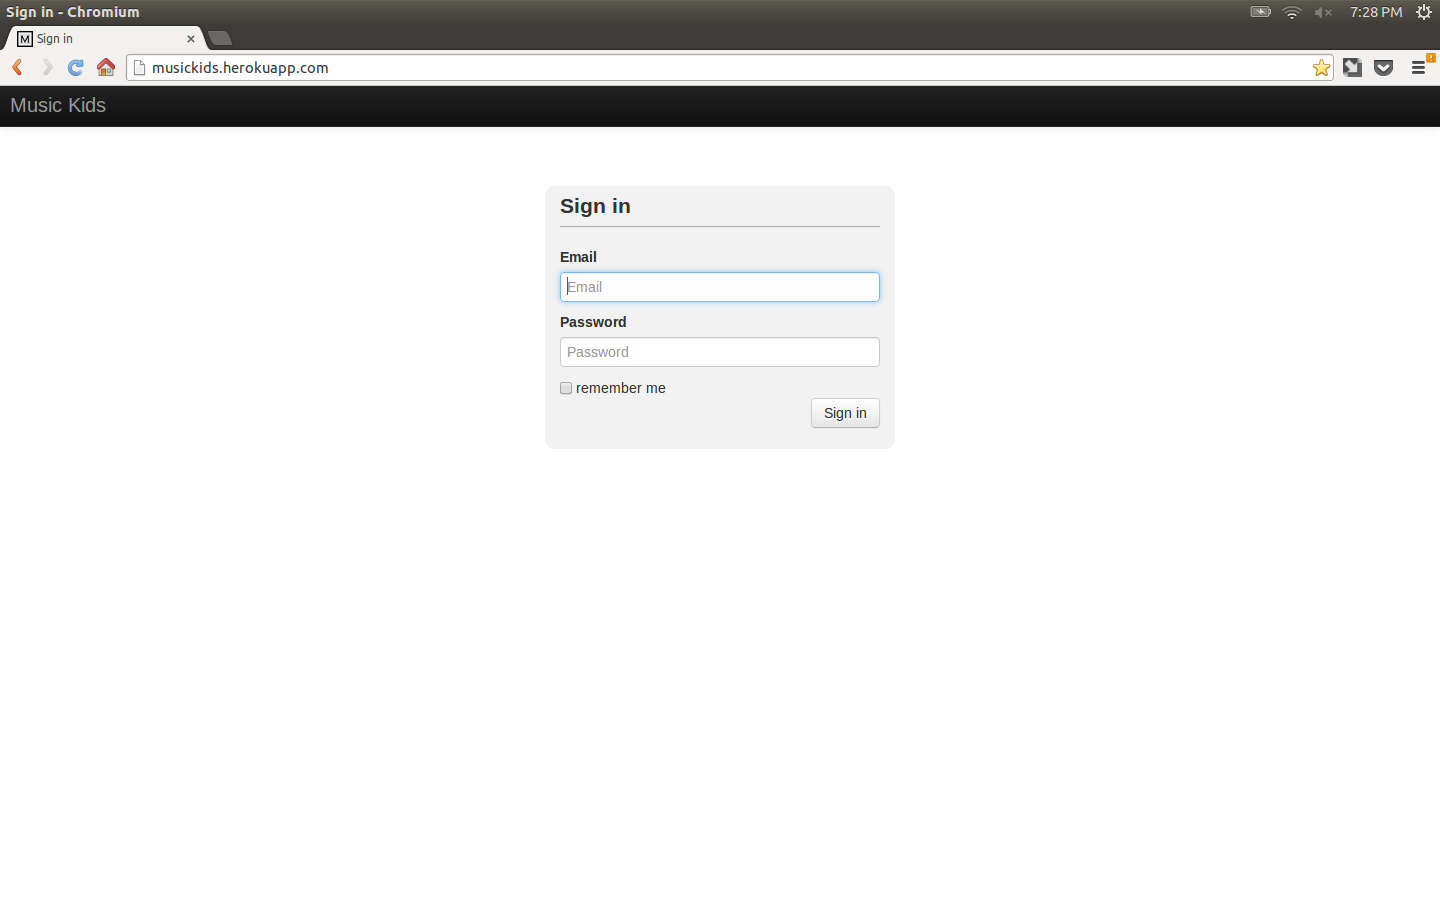 Sign in - Chromium
7:28 PM
M Sign in
musickids.herokuapp.com
Music Kids
Sign in
Email
Email
Password
Password
remember me
Sign in